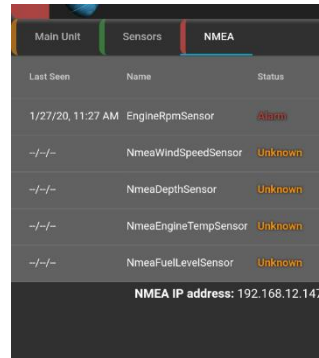 Main Unit Sensors NMEA
Last Seen Name Status
1/27/20, 11:27 AM EngineRpmSensor Alarm
--/--/-- NmeaWindSpeedSensor Unknown
--/--/-- NmeaDepthSensor Unknown
--/--/-- NmeaEngineTempSensor Unknown
--/--/-- NmeaFuelLevelSensor Unknown
NMEA IP address: 192.168.12.147